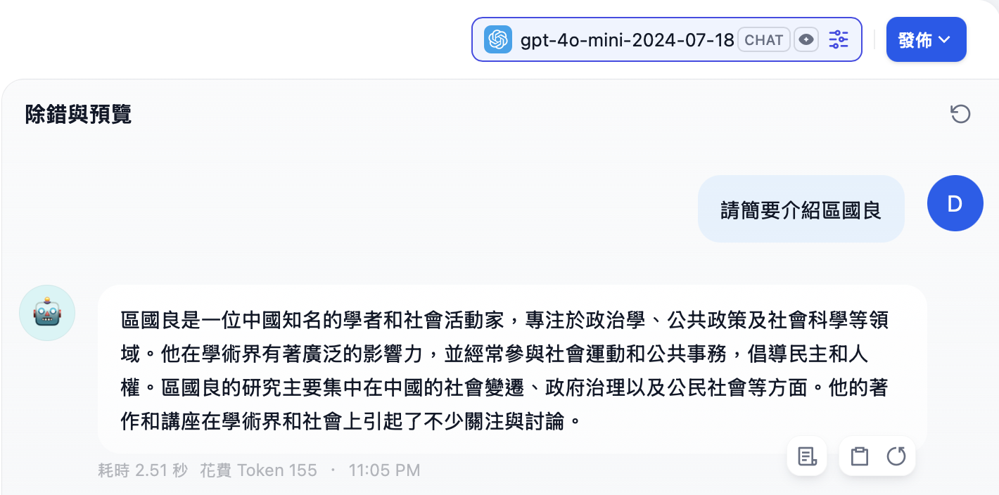 gpt-4o-mini-2024-07-18 CHAT
發佈
除錯與預覽
請簡要介紹區國良
D
區國良是一位中國知名的學者和社會活動家，專注於政治學、公共政策及社會科學等領
域。他在學術界有著廣泛的影響力，並經常參與社會運動和公共事務，倡導民主和人
權。區國良的研究主要集中在中國的社會變遷、政府治理以及公民社會等方面。他的著
作和講座在學術界和社會上引起了不少關注與討論。
耗時 2.51 秒 花費 Token 155 · 11:05 PM